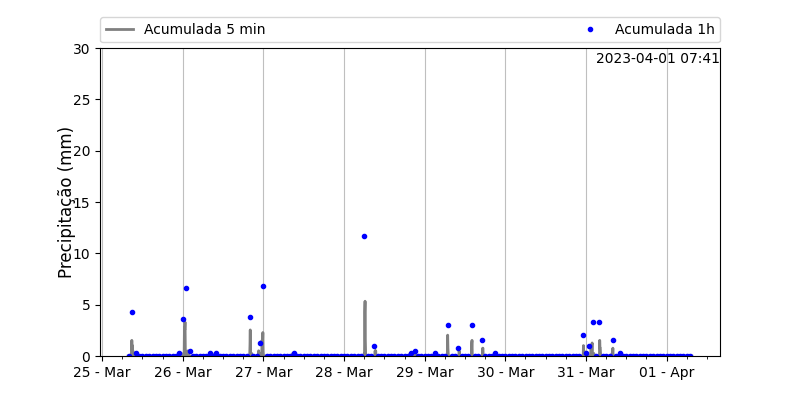 Acumulada 5 min
Acumulada 1h
2023-04-01 07:41
Precipitação (mm)
30
25
20
15
10
5
0
25 - Mar 26 - Mar 27 - Mar 28 - Mar 29 - Mar 30 - Mar 31 - Mar 01 - Apr